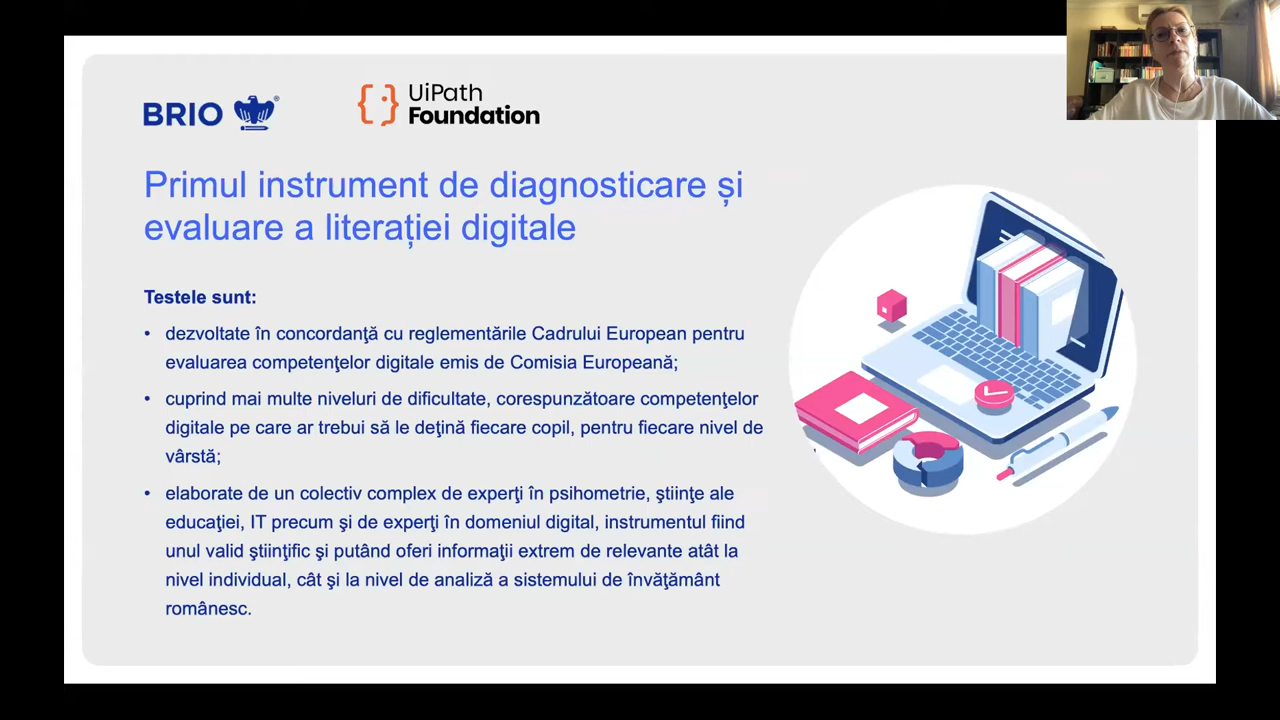 BRIO®
UiPath
Foundation
Primul instrument de diagnosticare și
evaluare a literației digitale
Testele sunt:
• dezvoltate în concordanţă cu reglementările Cadrului European pentru
evaluarea competenţelor digitale emis de Comisia Europeană;
• cuprind mai multe niveluri de dificultate, corespunzătoare competenţelor
digitale pe care ar trebui să le deţină fiecare copil, pentru fiecare nivel de
vârstă;
• elaborate de un colectiv complex de experţi în psihometrie, ştiinţe ale
educaţiei, IT precum şi de experţi în domeniul digital, instrumentul fiind
unul valid ştiinţific şi putând oferi informaţii extrem de relevante atât la
nivel individual, cât şi la nivel de analiză a sistemului de învăţământ
românesc.